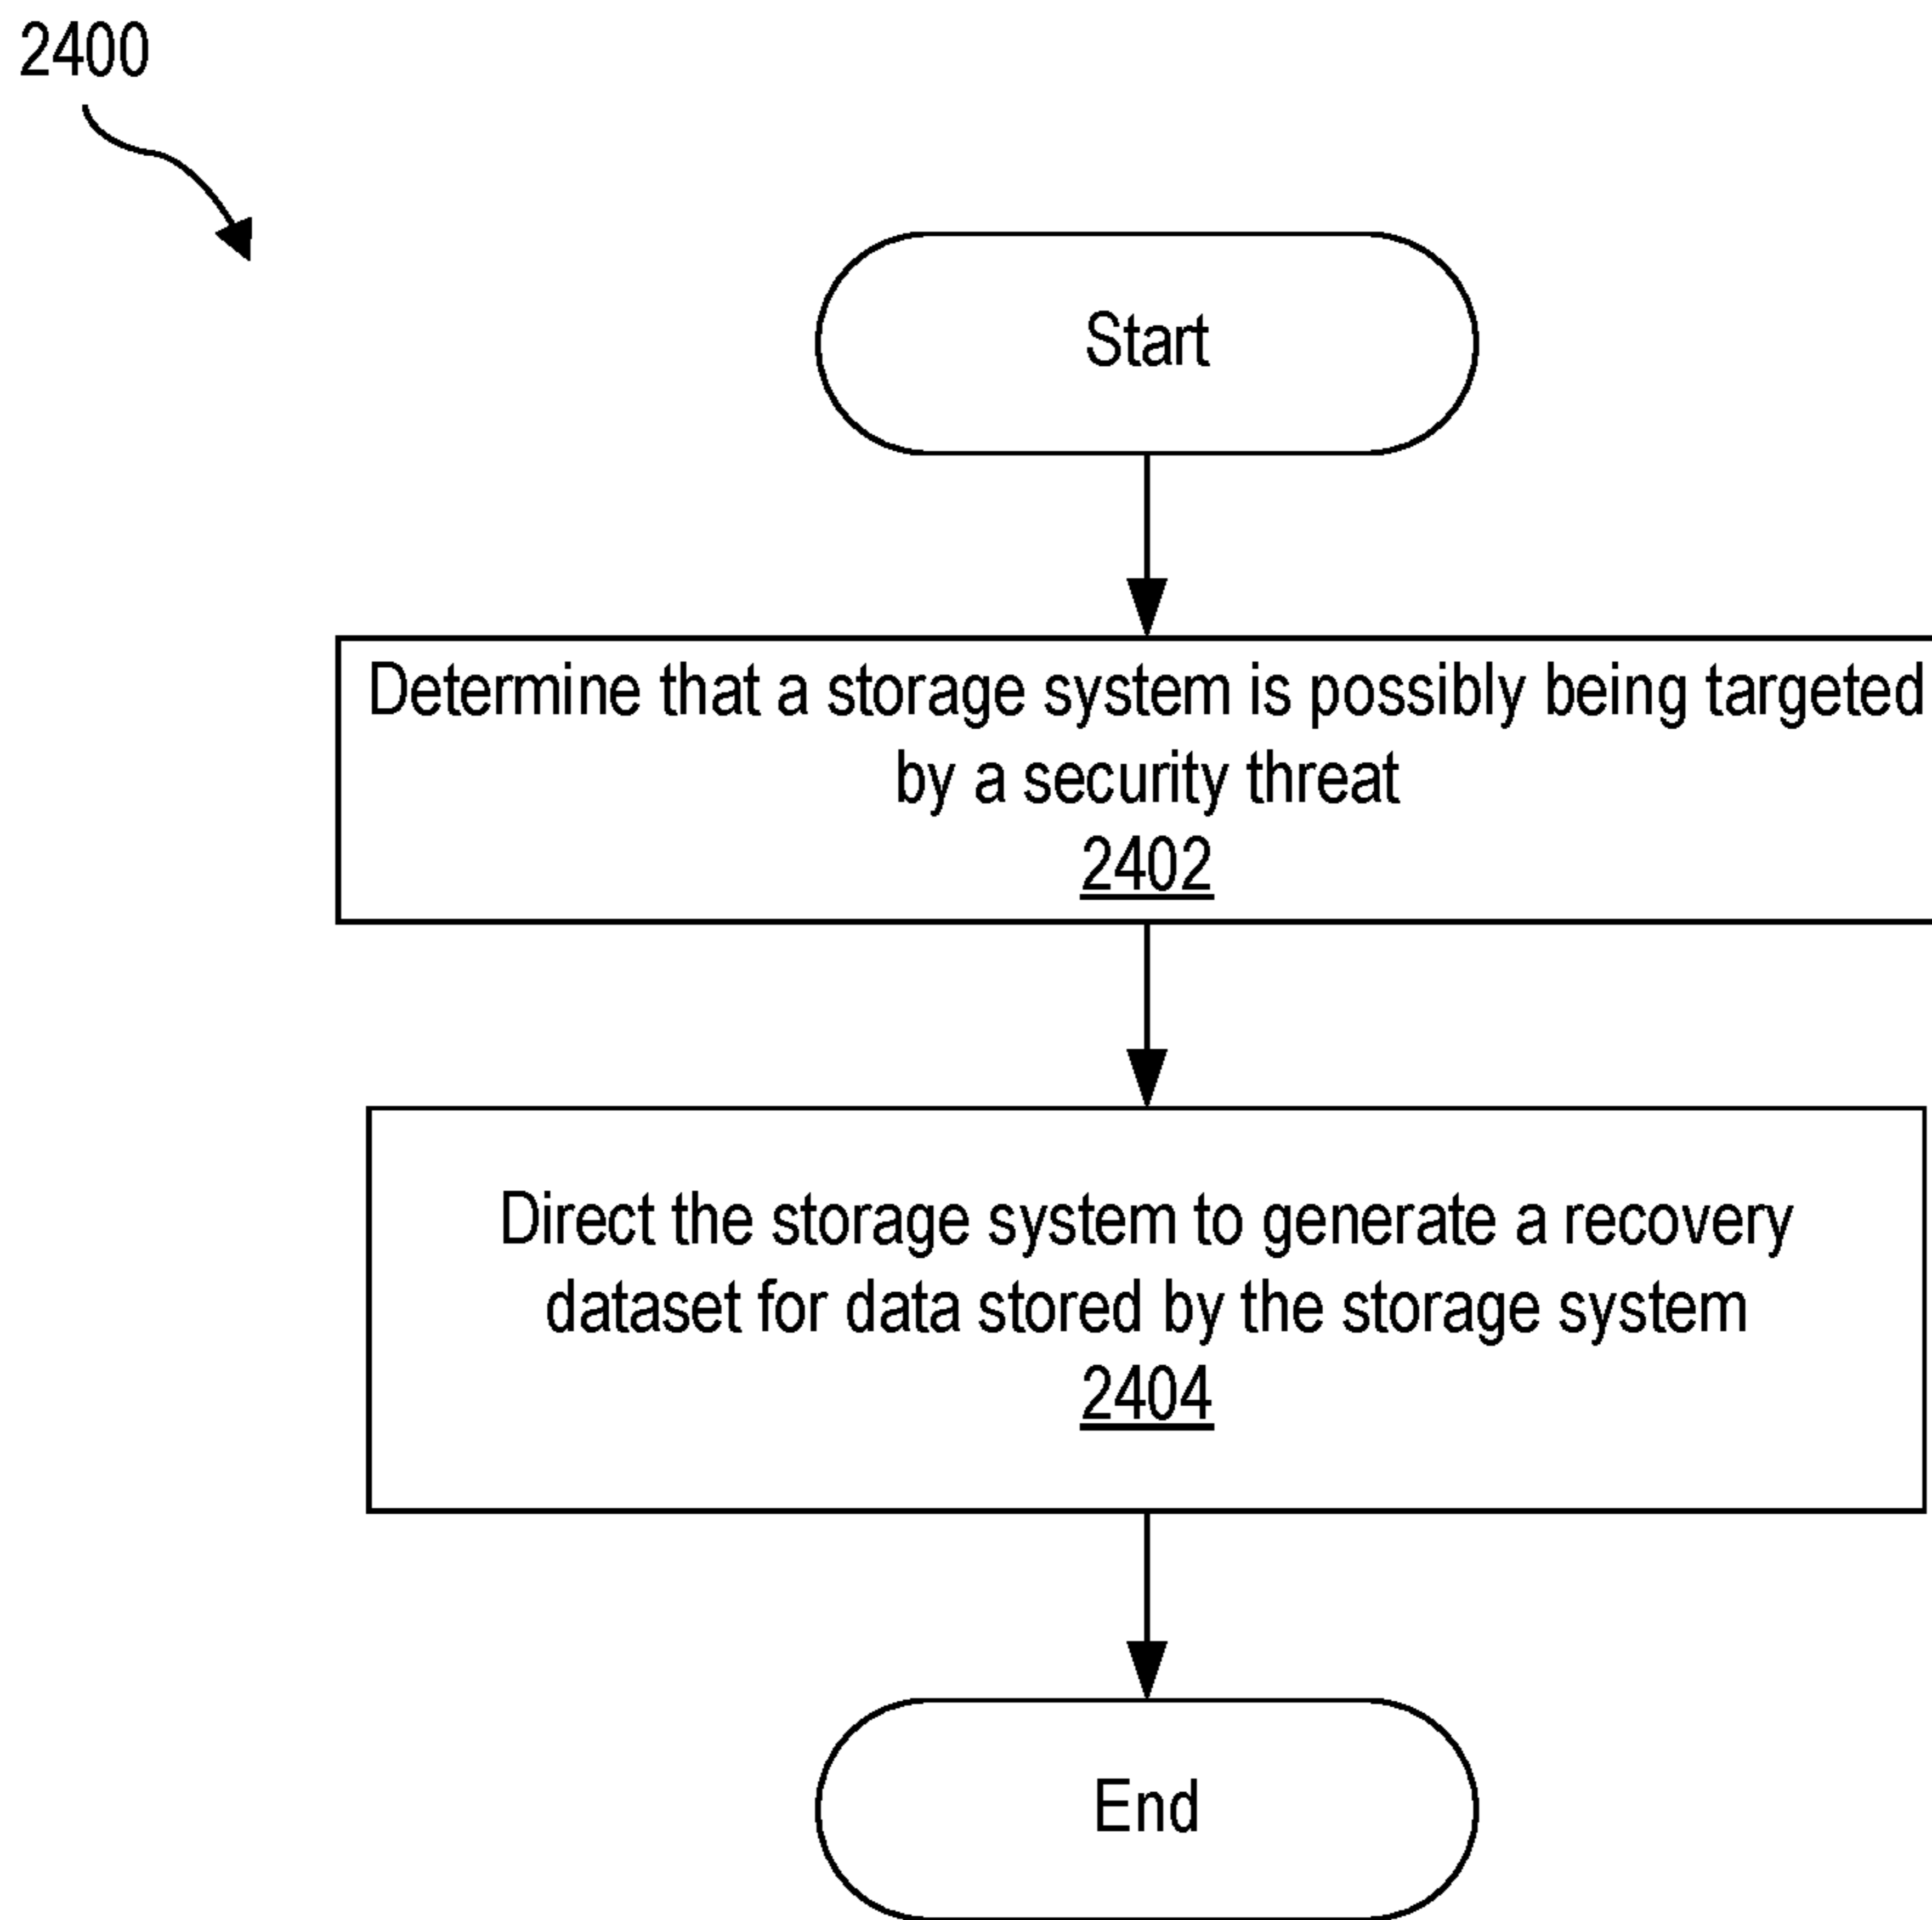 2400
Start
Determine that a storage system is possibly being targeted
by a security threat
2402
Direct the storage system to generate a recovery
dataset for data stored by the storage system
2404
End